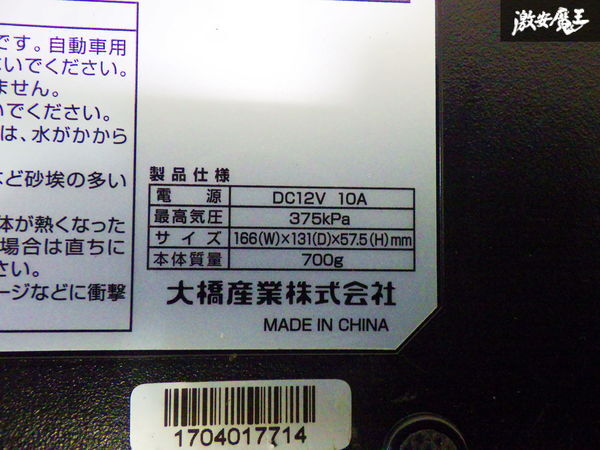 激安魔王
です。自動車用
いでください。
ません。
いでください。
は、水がかから
など砂埃の多い
体が熱くなった
場合は直ちに
さい。
ージなどに衝撃
製品仕様
電源 DC12V 10A
最高気圧 375kPa
サイズ 166(W)×131(D)×57.5(H)mm
本体質量 700g
大橋産業株式会社
MADE IN CHINA
1704017714